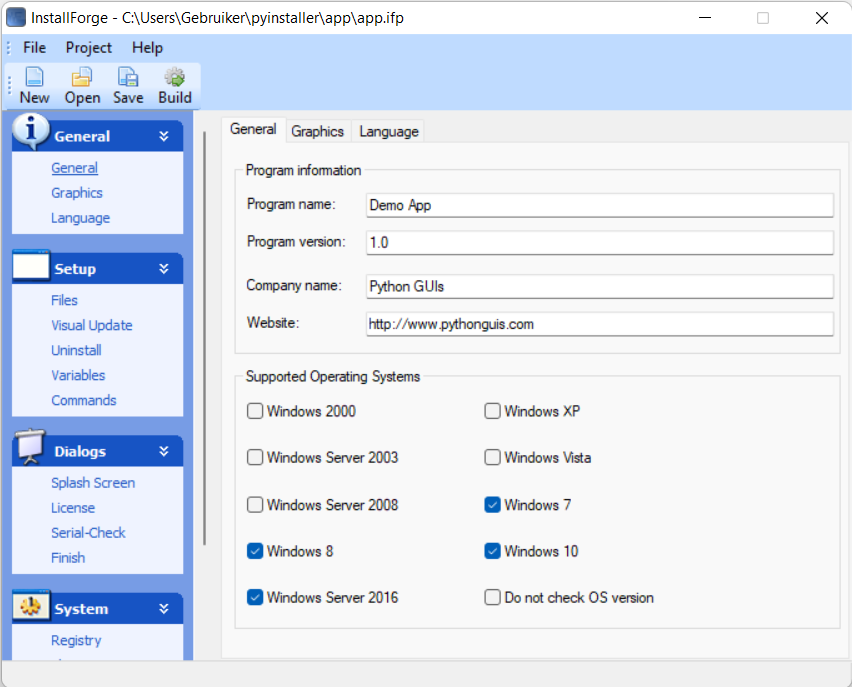 InstallForge - C:\Users\Gebruiker\pyinstaller\app\app.ifp
File Project Help
New Open Save Build
General
General
Graphics
Language
Setup
Files
Visual Update
Uninstall
Variables
Commands
Dialogs
Splash Screen
License
Serial-Check
Finish
System
Registry
General Graphics Language
Program information
Program name: Demo App
Program version: 1.0
Company name: Python GUIs
Website: http://www.pythonguis.com
Supported Operating Systems
Windows 2000 Windows XP
Windows Server 2003 Windows Vista
Windows Server 2008 Windows 7
Windows 8 Windows 10
Windows Server 2016 Do not check OS version